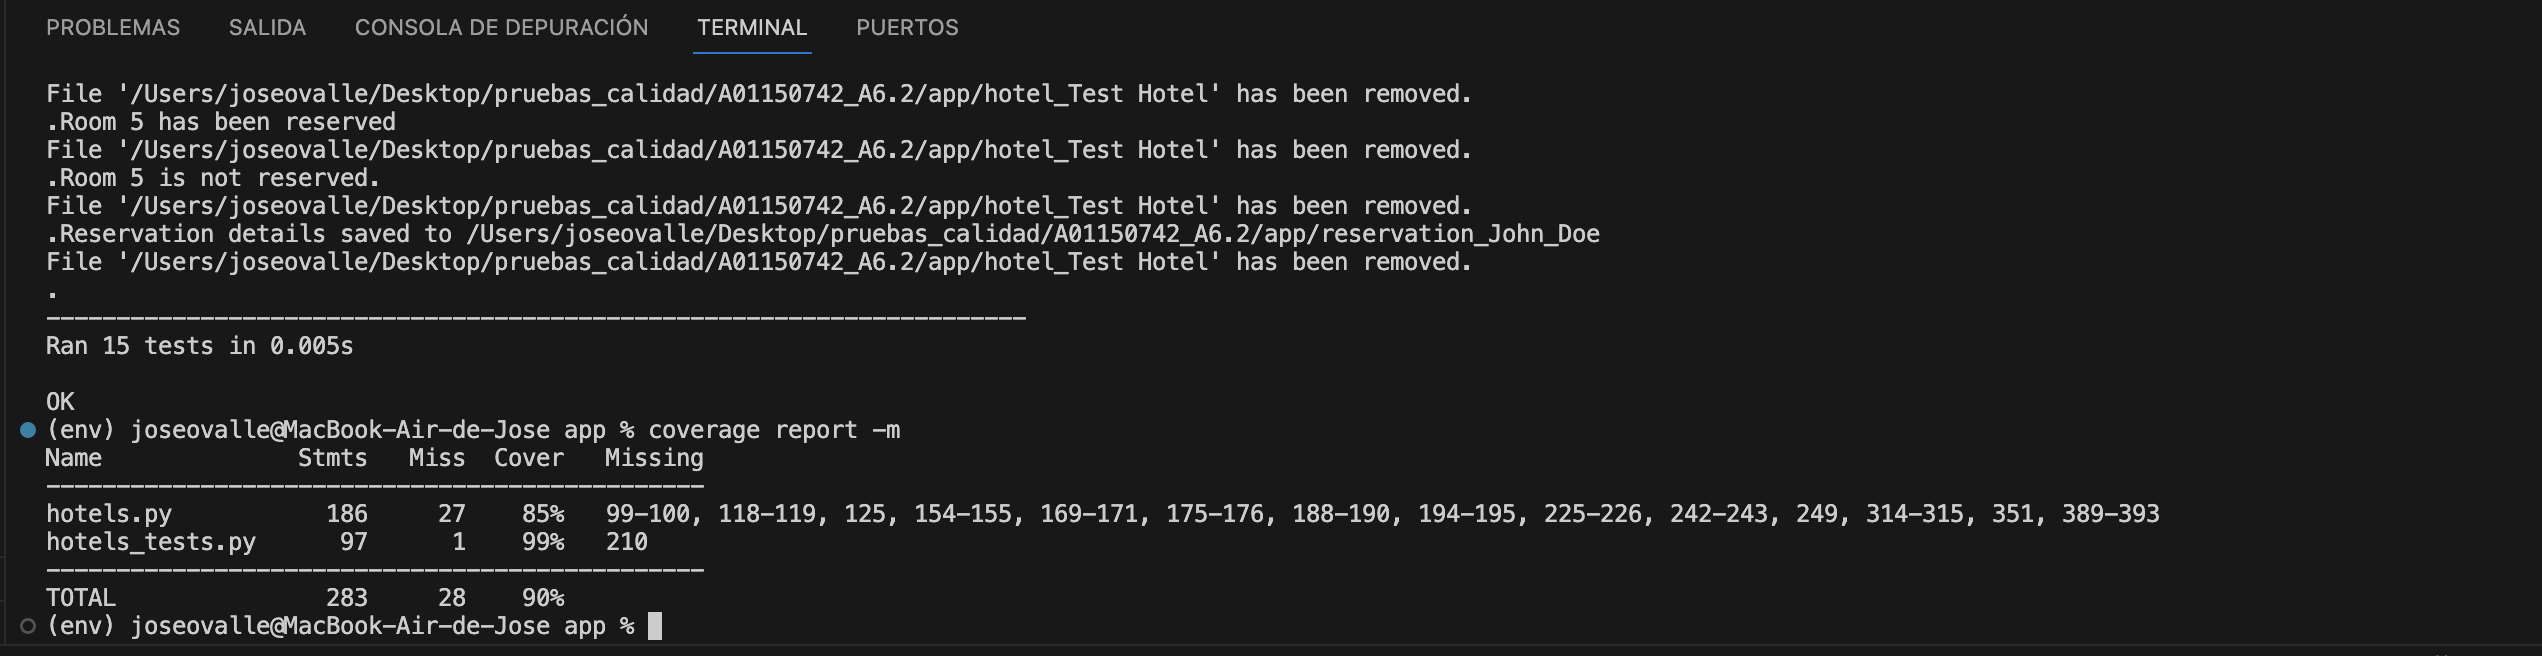 PROBLEMAS SALIDA CONSOLA DE DEPURACIÓN TERMINAL PUERTOS
File '/Users/joseovalle/Desktop/pruebas_calidad/A01150742_A6.2/app/hotel_Test Hotel' has been removed.
.Room 5 has been reserved
File '/Users/joseovalle/Desktop/pruebas_calidad/A01150742_A6.2/app/hotel_Test Hotel' has been removed.
.Room 5 is not reserved.
File '/Users/joseovalle/Desktop/pruebas_calidad/A01150742_A6.2/app/hotel_Test Hotel' has been removed.
.Reservation details saved to /Users/joseovalle/Desktop/pruebas_calidad/A01150742_A6.2/app/reservation_John_Doe
File '/Users/joseovalle/Desktop/pruebas_calidad/A01150742_A6.2/app/hotel_Test Hotel' has been removed.
.
----------------------------------------------------------------------
Ran 15 tests in 0.005s
OK
(env) joseovalle@MacBook-Air-de-Jose app % coverage report -m
Name Stmts Miss Cover Missing
-----------------------------------------------
hotels.py 186 27 85% 99-100, 118-119, 125, 154-155, 169-171, 175-176, 188-190, 194-195, 225-226, 242-243, 249, 314-315, 351, 389-393
hotels_tests.py 97 1 99% 210
-----------------------------------------------
TOTAL 283 28 90%
(env) joseovalle@MacBook-Air-de-Jose app %